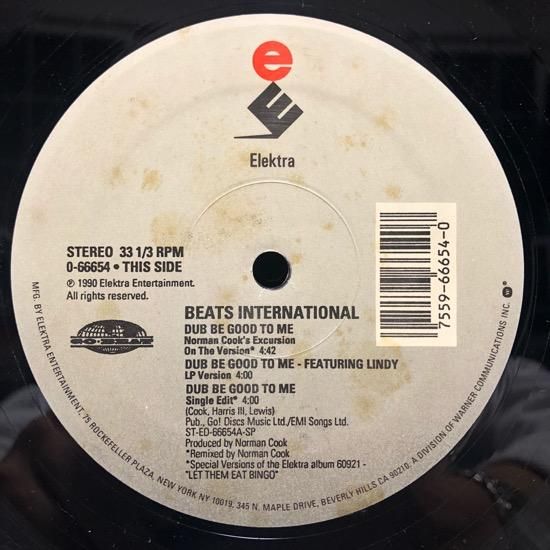 e
E
Elektra
STEREO 33 1/3 RPM
0-66654 • THIS SIDE
℗ 1990 Elektra Entertainment.
All rights reserved.
7559-66654-0
BEATS INTERNATIONAL
DUB BE GOOD TO ME
Norman Cook's Excursion
On The Version* 4:42
DUB BE GOOD TO ME - FEATURING LINDY
LP Version 4:00
DUB BE GOOD TO ME
Single Edit* 4:00
(Cook, Harris III, Lewis)
Pub., Go! Discs Music Ltd./EMI Songs Ltd.
ST-ED-66654A-SP
Produced by Norman Cook
*Remixed by Norman Cook
*Special Versions of the Elektra album 60921 -
"LET THEM EAT BINGO"
MFG. BY ELEKTRA ENTERTAINMENT, 75 ROCKEFELLER PLAZA, NEW YORK NY 10019, 345 N. MAPLE DRIVE, BEVERLY HILLS CA 90210, A DIVISION OF WARNER COMMUNICATIONS INC.